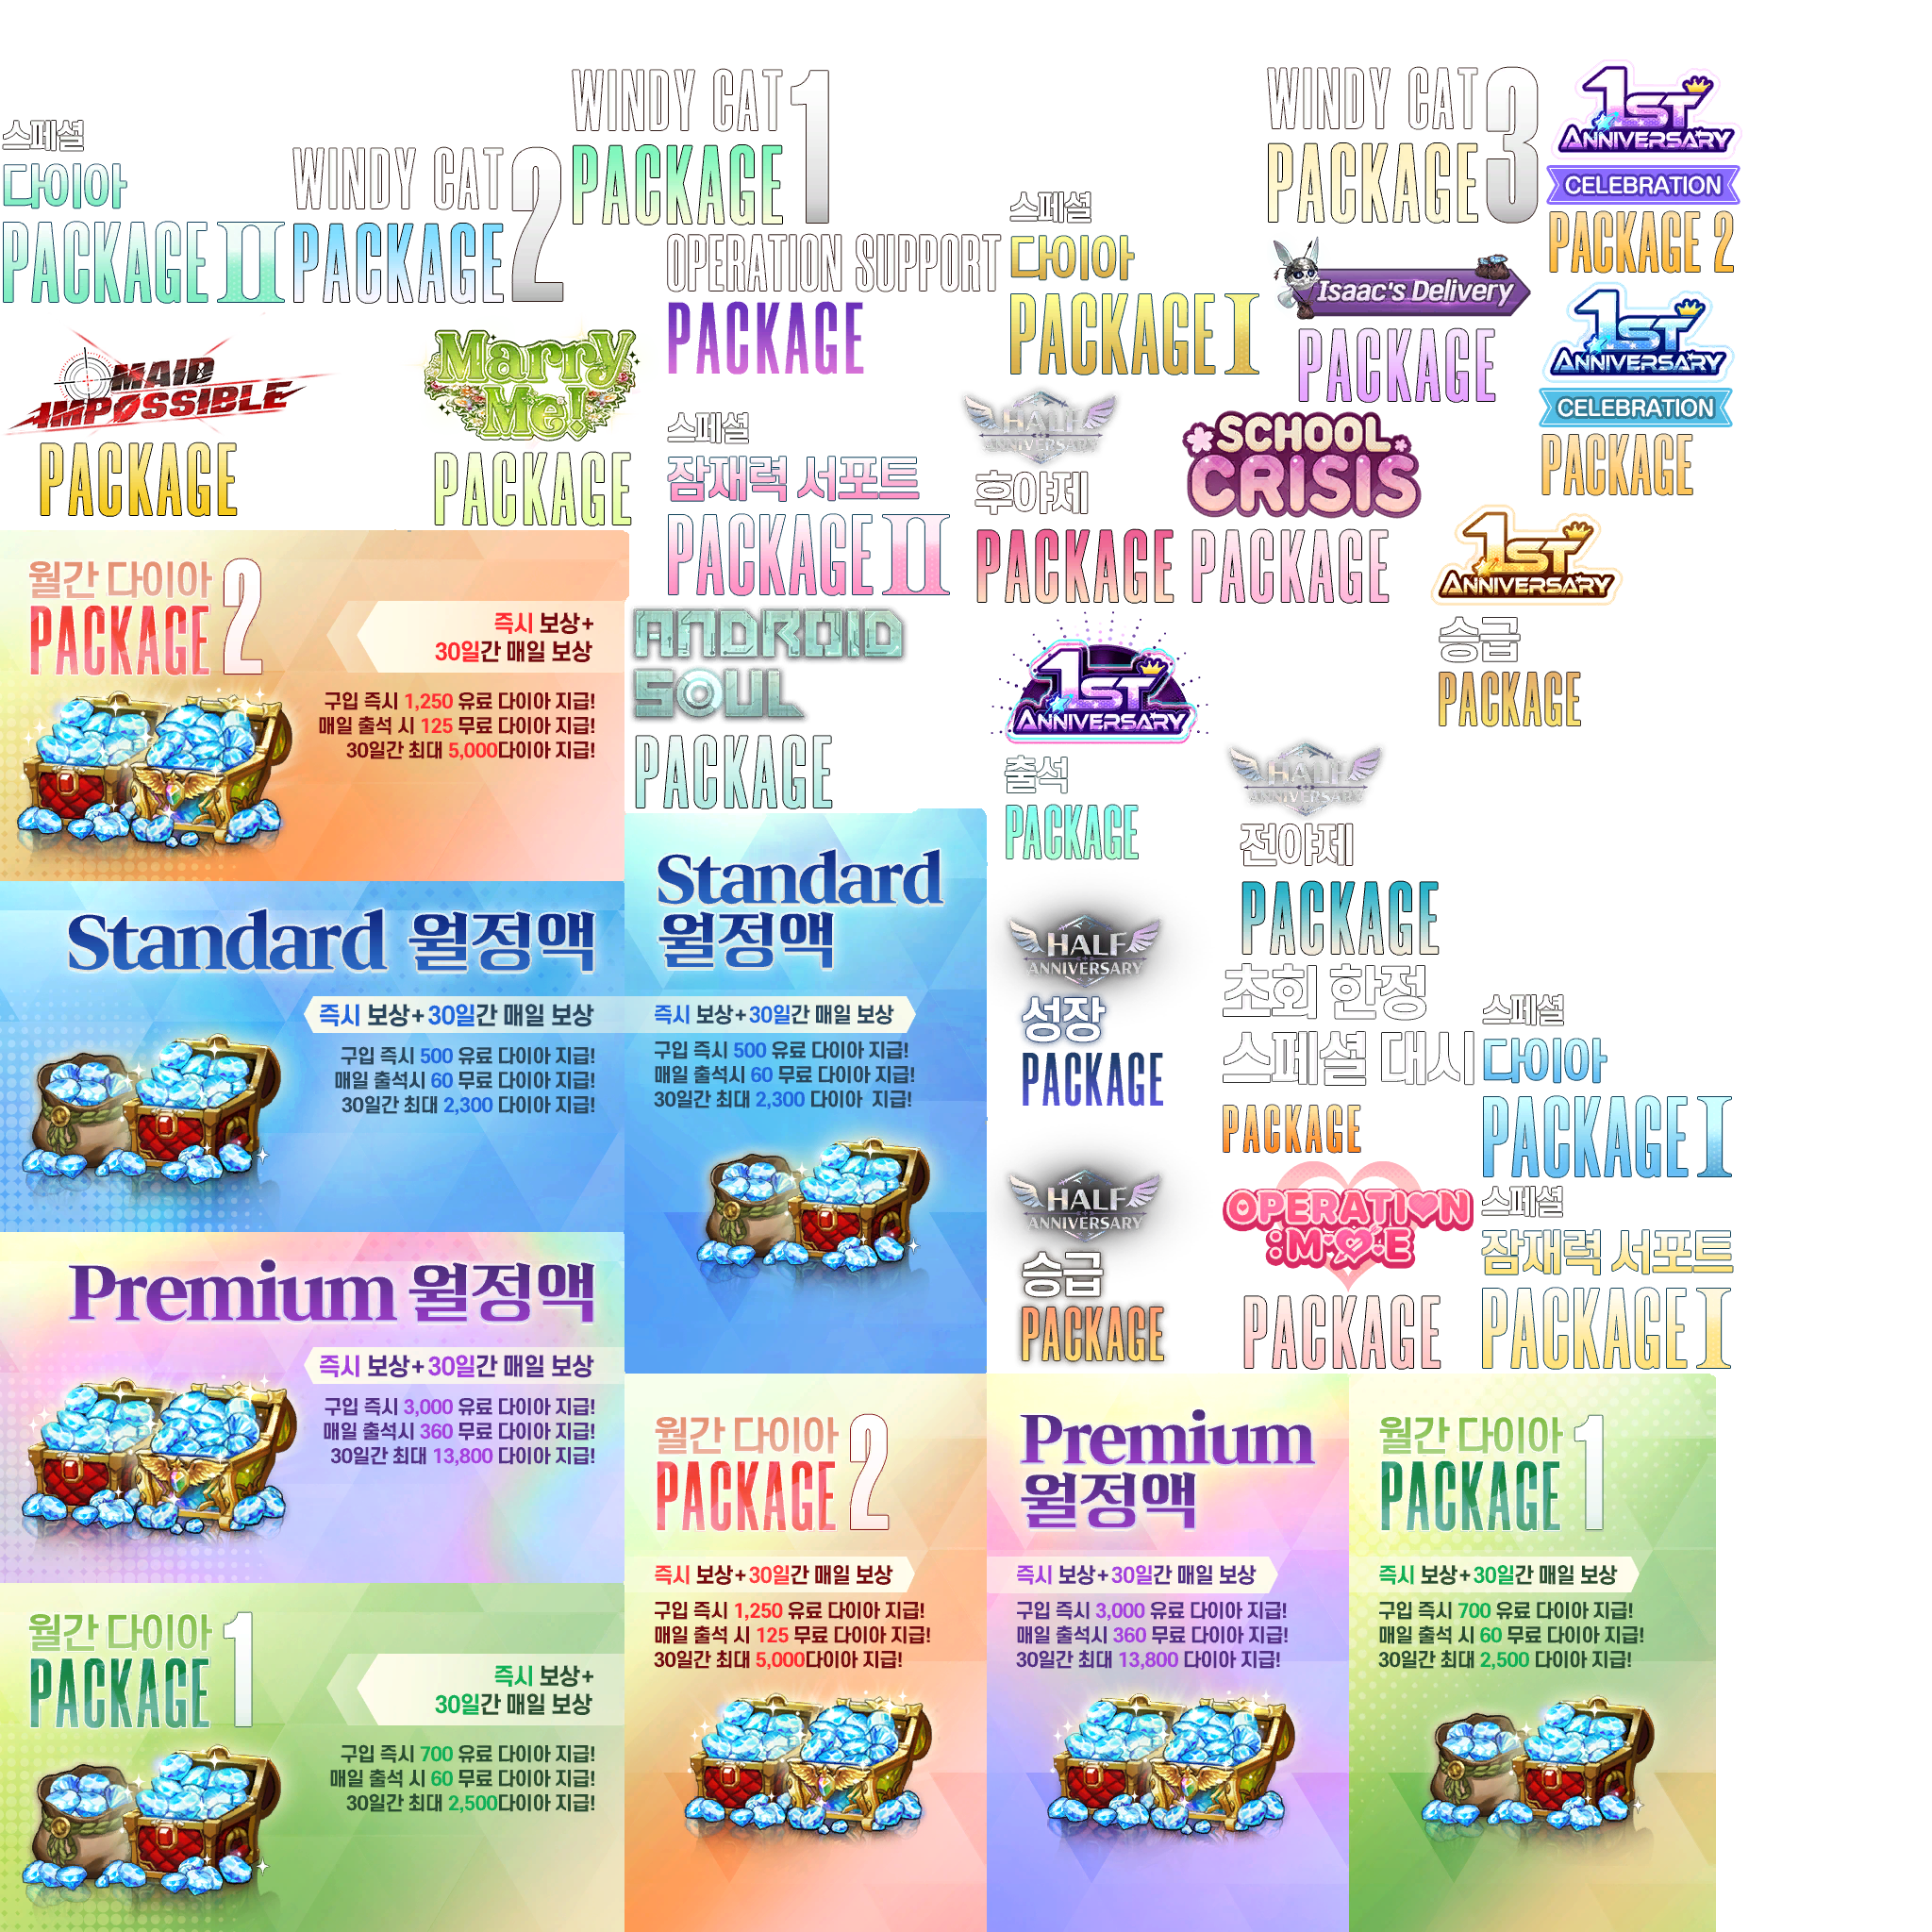 스페셜
다이아
PACKAGE II
WINDY CAT
PACKAGE 2
WINDY CAT
PACKAGE 1
OPERATION SUPPORT
PACKAGE
스페셜
다이아
PACKAGE I
WINDY CAT
PACKAGE 3
1ST
ANNIVERSARY
CELEBRATION
PACKAGE 2
Isaac's Delivery
PACKAGE
1ST
ANNIVERSARY
CELEBRATION
PACKAGE
MAID
IMPOSSIBLE
PACKAGE
Marry
Me!
PACKAGE
스페셜
잠재력 서포트
PACKAGE II
HALF
ANNIVERSARY
후야제
PACKAGE
SCHOOL
CRISIS
PACKAGE
1ST
ANNIVERSARY
승급
PACKAGE
월간 다이아
PACKAGE 2
즉시 보상+
30일간 매일 보상
구입 즉시 1,250 유료 다이아 지급!
매일 출석 시 125 무료 다이아 지급!
30일간 최대 5,000다이아 지급!
ANDROID
SOUL
PACKAGE
1ST
ANNIVERSARY
출석
PACKAGE
HALF
ANNIVERSARY
전야제
PACKAGE
Standard 월정액
즉시 보상+30일간 매일 보상
구입 즉시 500 유료 다이아 지급!
매일 출석시 60 무료 다이아 지급!
30일간 최대 2,300 다이아 지급!
Standard
월정액
즉시 보상+30일간 매일 보상
구입 즉시 500 유료 다이아 지급!
매일 출석시 60 무료 다이아 지급!
30일간 최대 2,300 다이아 지급!
HALF
ANNIVERSARY
성장
PACKAGE
초회 한정
스페셜 대시
PACKAGE
스페셜
다이아
PACKAGE I
HALF
ANNIVERSARY
승급
PACKAGE
OPERATION
:MOE
PACKAGE
스페셜
잠재력 서포트
PACKAGE I
Premium 월정액
즉시 보상+30일간 매일 보상
구입 즉시 3,000 유료 다이아 지급!
매일 출석시 360 무료 다이아 지급!
30일간 최대 13,800 다이아 지급!
월간 다이아
PACKAGE 1
즉시 보상+
30일간 매일 보상
구입 즉시 700 유료 다이아 지급!
매일 출석 시 60 무료 다이아 지급!
30일간 최대 2,500다이아 지급!
월간 다이아
PACKAGE 2
즉시 보상+30일간 매일 보상
구입 즉시 1,250 유료 다이아 지급!
매일 출석 시 125 무료 다이아 지급!
30일간 최대 5,000다이아 지급!
Premium
월정액
즉시 보상+30일간 매일 보상
구입 즉시 3,000 유료 다이아 지급!
매일 출석시 360 무료 다이아 지급!
30일간 최대 13,800 다이아 지급!
월간 다이아
PACKAGE 1
즉시 보상+30일간 매일 보상
구입 즉시 700 유료 다이아 지급!
매일 출석 시 60 무료 다이아 지급!
30일간 최대 2,500 다이아 지급!